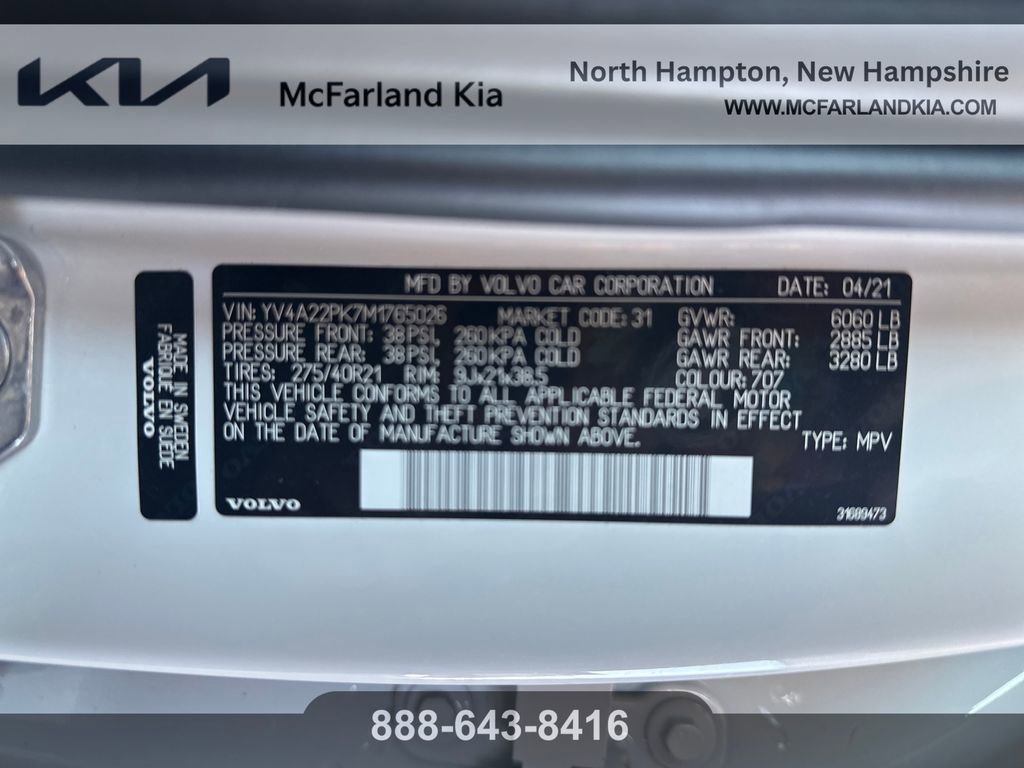 KIA
McFarland Kia
North Hampton, New Hampshire
WWW.MCFARLANDKIA.COM
MADE IN SWEDEN
FABRIQUE EN SUEDE
VOLVO
MFD BY VOLVO CAR CORPORATION DATE: 04/21
VIN: YV4A22PK7M1765026 MARKET CODE: 31 GVWR: 6060 LB
PRESSURE FRONT: 38 PSI, 260 KPA COLD GAWR FRONT: 2885 LB
PRESSURE REAR: 38 PSI, 260 KPA COLD GAWR REAR: 3280 LB
TIRES: 275/40R21 RIM: 9Jx21x38.5 COLOUR: 707
THIS VEHICLE CONFORMS TO ALL APPLICABLE FEDERAL MOTOR
VEHICLE SAFETY AND THEFT PREVENTION STANDARDS IN EFFECT
ON THE DATE OF MANUFACTURE SHOWN ABOVE.
TYPE: MPV
VOLVO
31689473
888-643-8416